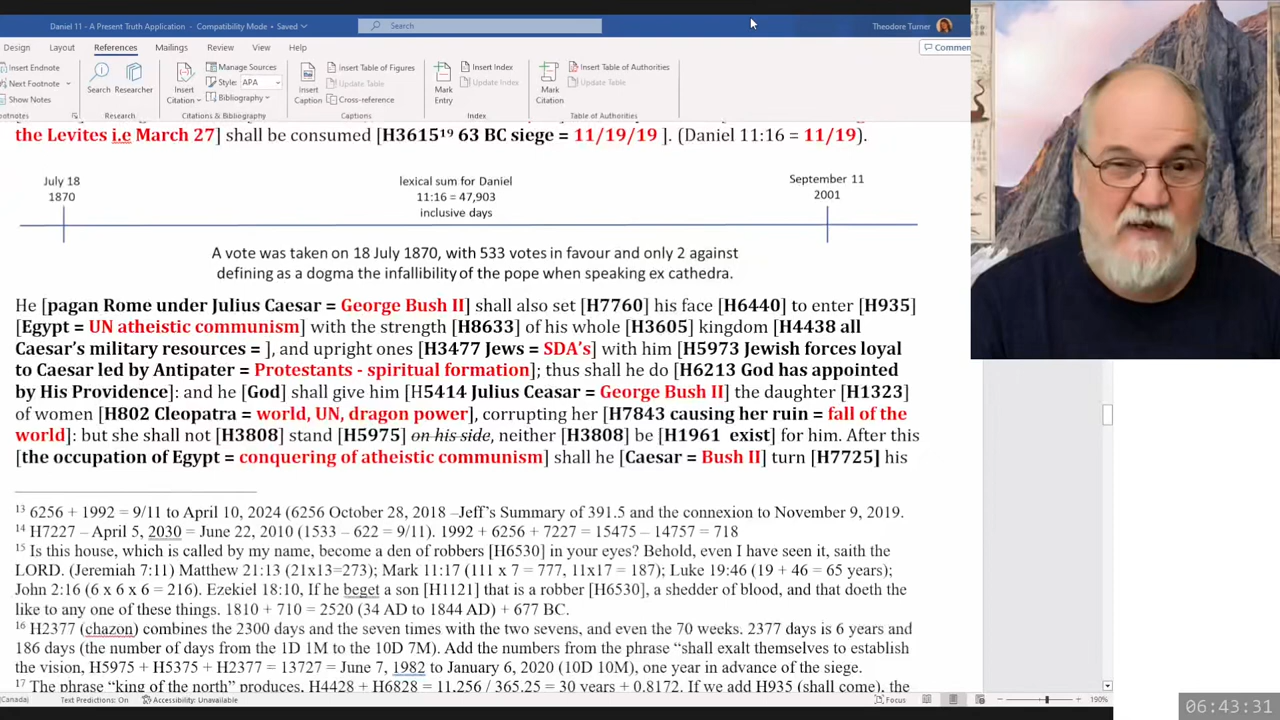 Daniel 11 - A Present Truth Application - Compatibility Mode • Saved
Search
Theodore Turner
Design Layout References Mailings Review View Help
Commen
Insert Endnote
Next Footnote
Show Notes
Search
Researcher
Insert Citation
Manage Sources
Style: APA
Bibliography
Insert Caption
Insert Table of Figures
Update Table
Cross-reference
Mark Entry
Insert Index
Update Index
Mark Citation
Insert Table of Authorities
Update Table
ootnotes
Research
Citations & Bibliography
Captions
Index
Table of Authorities
the Levites i.e March 27] shall be consumed [H3615¹⁹ 63 BC siege = 11/19/19 ]. (Daniel 11:16 = 11/19).
July 18
1870
lexical sum for Daniel
11:16 = 47,903
inclusive days
September 11
2001
A vote was taken on 18 July 1870, with 533 votes in favour and only 2 against
defining as a dogma the infallibility of the pope when speaking ex cathedra.
He [pagan Rome under Julius Caesar = George Bush II] shall also set [H7760] his face [H6440] to enter [H935]
[Egypt = UN atheistic communism] with the strength [H8633] of his whole [H3605] kingdom [H4438 all
Caesar's military resources = ], and upright ones [H3477 Jews = SDA's] with him [H5973 Jewish forces loyal
to Caesar led by Antipater = Protestants - spiritual formation]; thus shall he do [H6213 God has appointed
by His Providence]: and he [God] shall give him [H5414 Julius Ceasar = George Bush II] the daughter [H1323]
of women [H802 Cleopatra = world, UN, dragon power], corrupting her [H7843 causing her ruin = fall of the
world]: but she shall not [H3808] stand [H5975] on his side, neither [H3808] be [H1961 exist] for him. After this
[the occupation of Egypt = conquering of atheistic communism] shall he [Caesar = Bush II] turn [H7725] his
¹³ 6256 + 1992 = 9/11 to April 10, 2024 (6256 October 28, 2018 –Jeff's Summary of 391.5 and the connexion to November 9, 2019.
¹⁴ H7227 – April 5, 2030 = June 22, 2010 (1533 – 622 = 9/11). 1992 + 6256 + 7227 = 15475 – 14757 = 718
¹⁵ Is this house, which is called by my name, become a den of robbers [H6530] in your eyes? Behold, even I have seen it, saith the
LORD. (Jeremiah 7:11) Matthew 21:13 (21x13=273); Mark 11:17 (111 x 7 = 777, 11x17 = 187); Luke 19:46 (19 + 46 = 65 years);
John 2:16 (6 x 6 x 6 = 216). Ezekiel 18:10, If he beget a son [H1121] that is a robber [H6530], a shedder of blood, and that doeth the
like to any one of these things. 1810 + 710 = 2520 (34 AD to 1844 AD) + 677 BC.
¹⁶ H2377 (chazon) combines the 2300 days and the seven times with the two sevens, and even the 70 weeks. 2377 days is 6 years and
186 days (the number of days from the 1D 1M to the 10D 7M). Add the numbers from the phrase "shall exalt themselves to establish
the vision, H5975 + H5375 + H2377 = 13727 = June 7, 1982 to January 6, 2020 (10D 10M), one year in advance of the siege.
¹⁷ The phrase "king of the north" produces, H4428 + H6828 = 11,256 / 365.25 = 30 years + 0.8172. If we add H935 (shall come), the
(Canada) Text Predictions: On Accessibility: Unavailable
Focus
190%
06:43:31